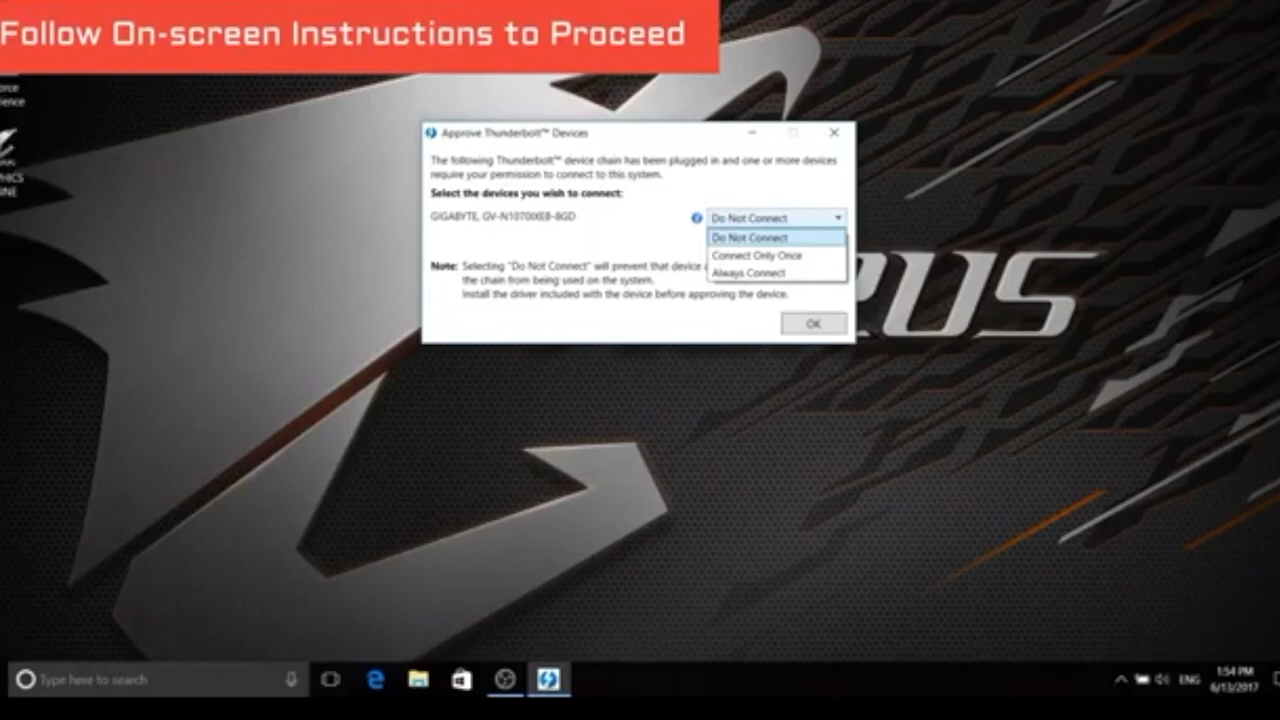 Follow On-screen Instructions to Proceed
Approve Thunderbolt™ Devices
The following Thunderbolt™ device chain has been plugged in and one or more devices
require your permission to connect to this system.
Select the devices you wish to connect:
GIGABYTE, GV-N1070IXEB-8GD
Do Not Connect
Do Not Connect
Connect Only Once
Always Connect
Note: Selecting "Do Not Connect" will prevent that device
the chain from being used on the system.
Install the driver included with the device before approving the device.
OK
Type here to search
ENG
1:54 PM
6/13/2017